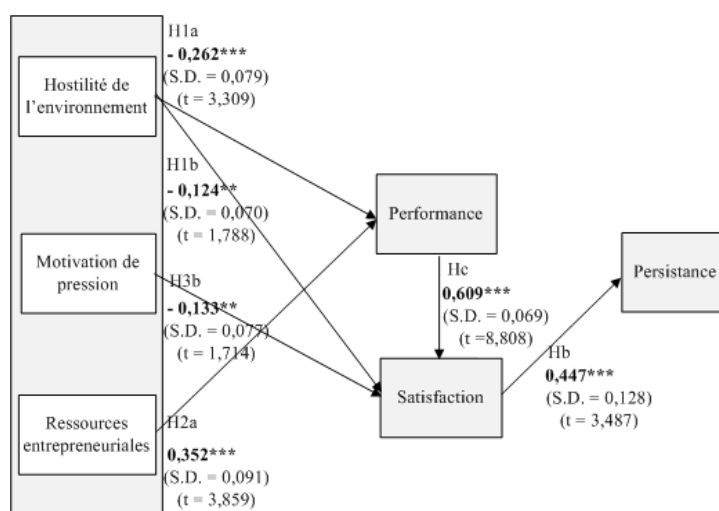 H1a
- 0,262***
(S.D. = 0,079)
(t = 3,309)
Hostilité de
l'environnement
H1b
- 0,124**
(S.D. = 0,070)
(t = 1,788)
Performance
Motivation de
pression
H3b
- 0,133**
(S.D. = 0,077)
(t = 1,714)
Hc
0,609***
(S.D. = 0,069)
(t =8,808)
Persistance
Satisfaction
Hb
0,447***
(S.D. = 0,128)
(t = 3,487)
Ressources
entrepreneuriales
H2a
0,352***
(S.D. = 0,091)
(t = 3,859)